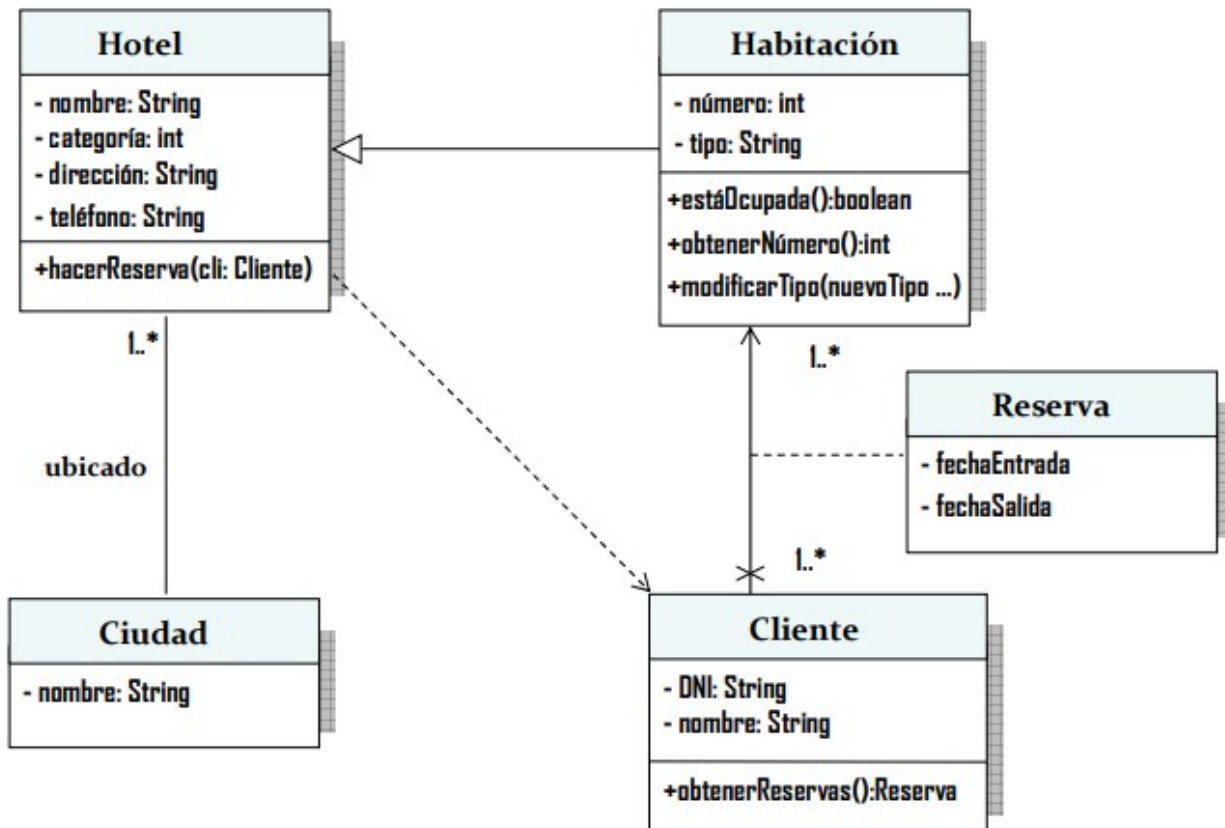 Hotel
- nombre: String
- categoría: int
- dirección: String
- teléfono: String
+hacerReserva(cli: Cliente)
Habitación
- número: int
- tipo: String
+estáOcupada():boolean
+obtenerNúmero():int
+modificarTipo(nuevoTipo ...)
1..*
1..*
Reserva
- fechaEntrada
- fechaSalida
ubicado
1..*
Ciudad
- nombre: String
Cliente
- DNI: String
- nombre: String
+obtenerReservas():Reserva